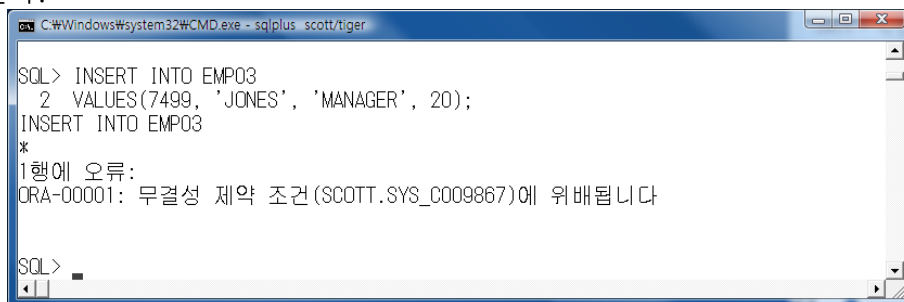 C:₩Windows₩system32₩CMD.exe - sqlplus scott/tiger
SQL> INSERT INTO EMP03
2 VALUES(7499, 'JONES', 'MANAGER', 20);
INSERT INTO EMP03
*
1행에 오류:
ORA-00001: 무결성 제약 조건(SCOTT.SYS_C009867)에 위배됩니다
SQL>